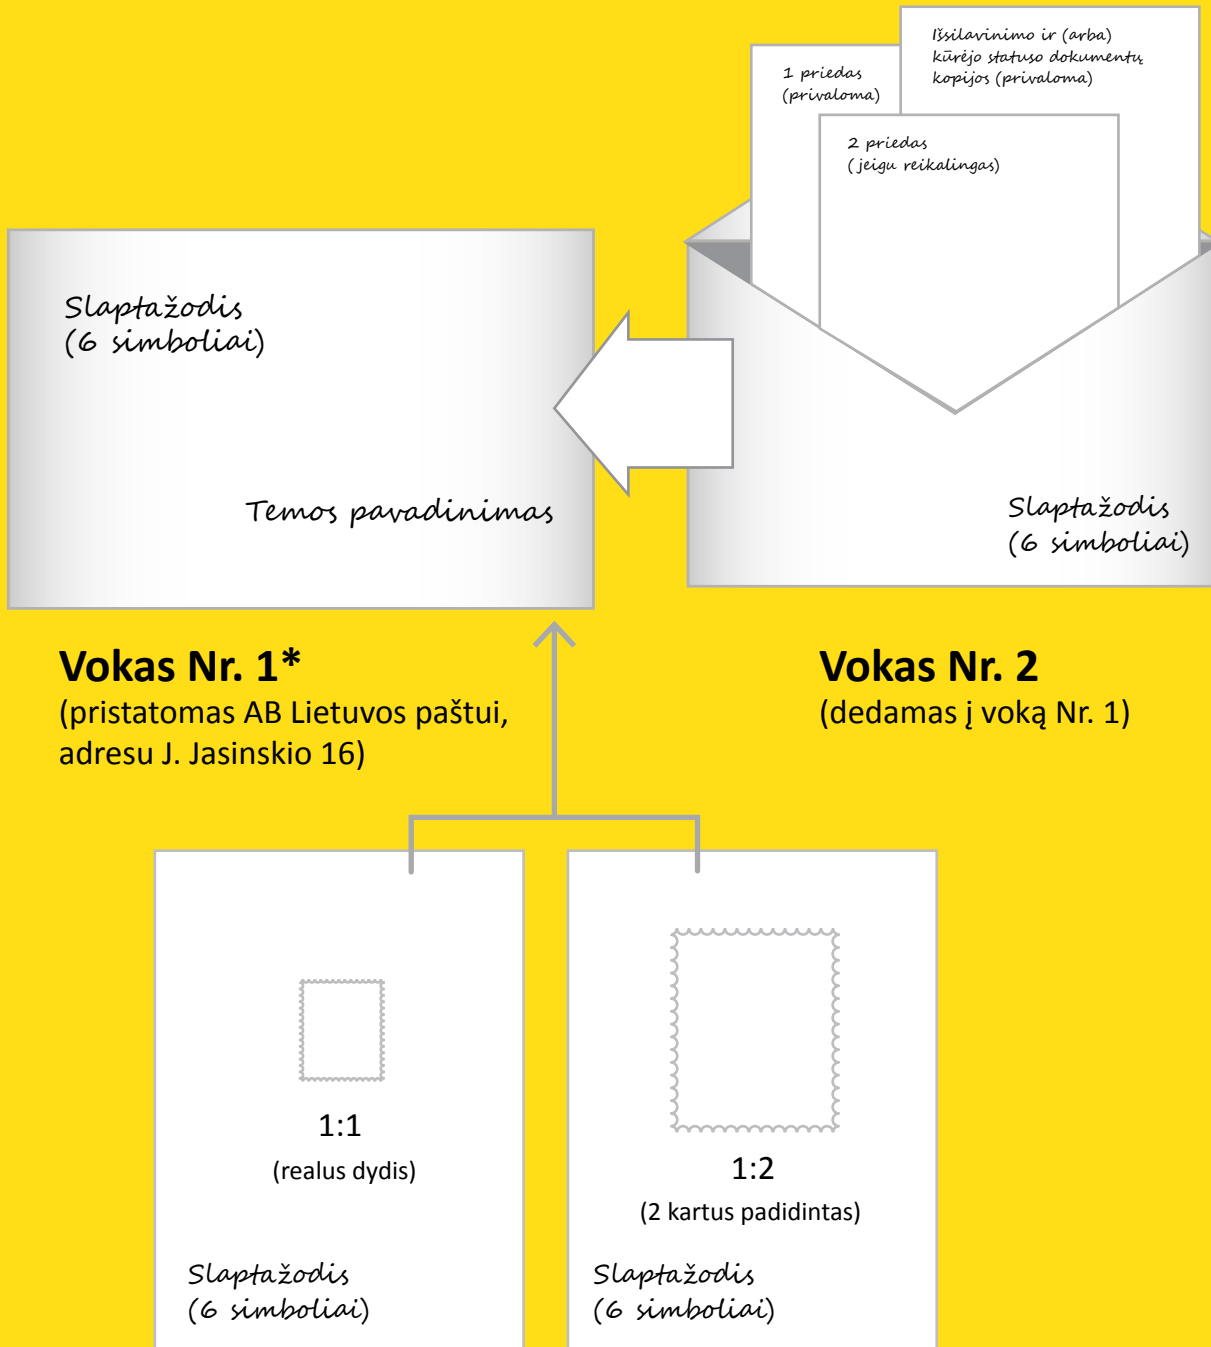 Išsilavinimo ir (arba)
kūrėjo statuso dokumentų
kopijos (privaloma)
1 priedas
(privaloma)
2 priedas
(jeigu reikalingas)
Slaptažodis
(6 simboliai)
Temos pavadinimas
Slaptažodis
(6 simboliai)
Vokas Nr. 1*
(pristatomas AB Lietuvos paštui,
adresu J. Jasinskio 16)
Vokas Nr. 2
(dedamas į voką Nr. 1)
1:1
(realus dydis)
Slaptažodis
(6 simboliai)
1:2
(2 kartus padidintas)
Slaptažodis
(6 simboliai)